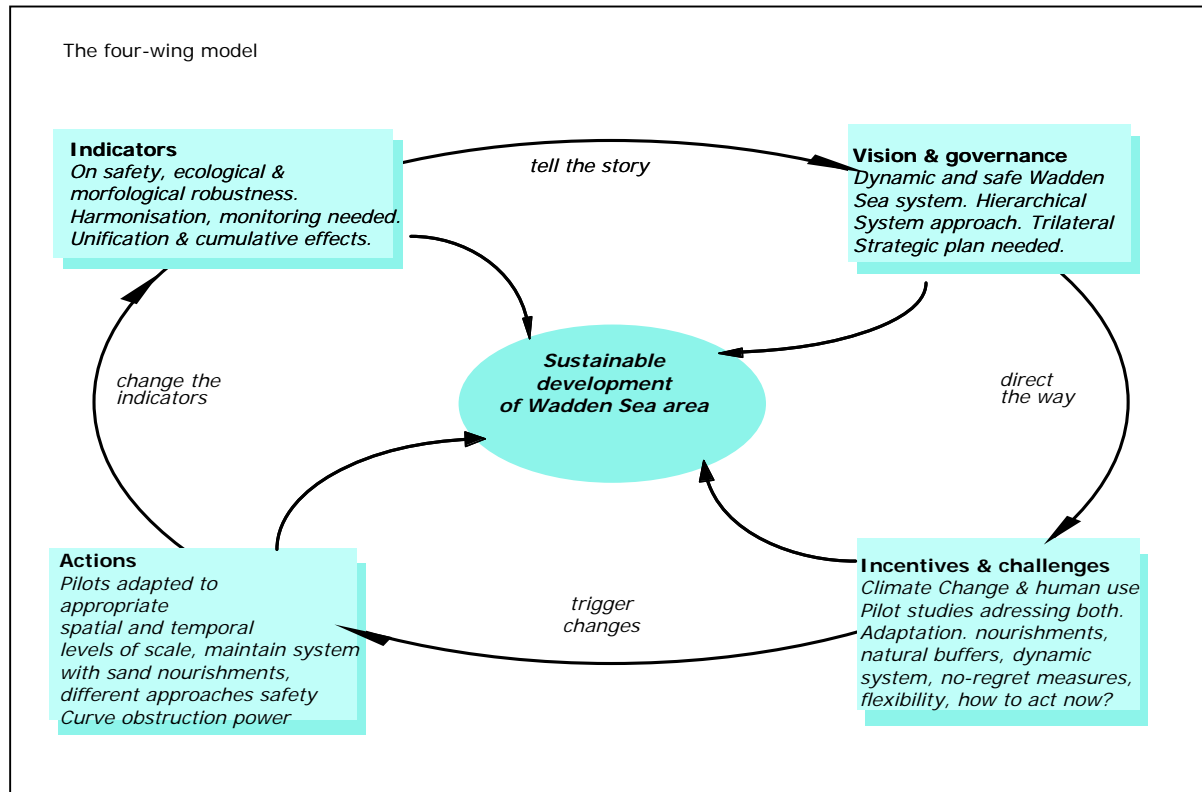 The four-wing model
Indicators
On safety, ecological &
morfological robustness.
Harmonisation, monitoring needed.
Unification & cumulative effects.
tell the story
Vision & governance
Dynamic and safe Wadden
Sea system. Hierarchical
System approach. Trilateral
Strategic plan needed.
Sustainable
development
of Wadden Sea area
change the
indicators
direct
the way
Actions
Pilots adapted to
appropriate
spatial and temporal
levels of scale, maintain system
with sand nourishments,
different approaches safety
Curve obstruction power
trigger
changes
Incentives & challenges
Climate Change & human use
Pilot studies adressing both.
Adaptation. nourishments,
natural buffers, dynamic
system, no-regret measures,
flexibility, how to act now?